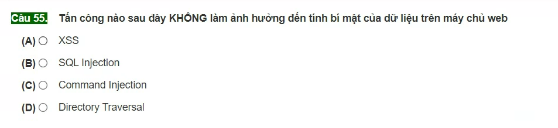 Câu 55. Tấn công nào sau đây KHÔNG làm ảnh hưởng đến tính bí mật của dữ liệu trên máy chủ web
(A) XSS
(B) SQL Injection
(C) Command Injection
(D) Directory Traversal